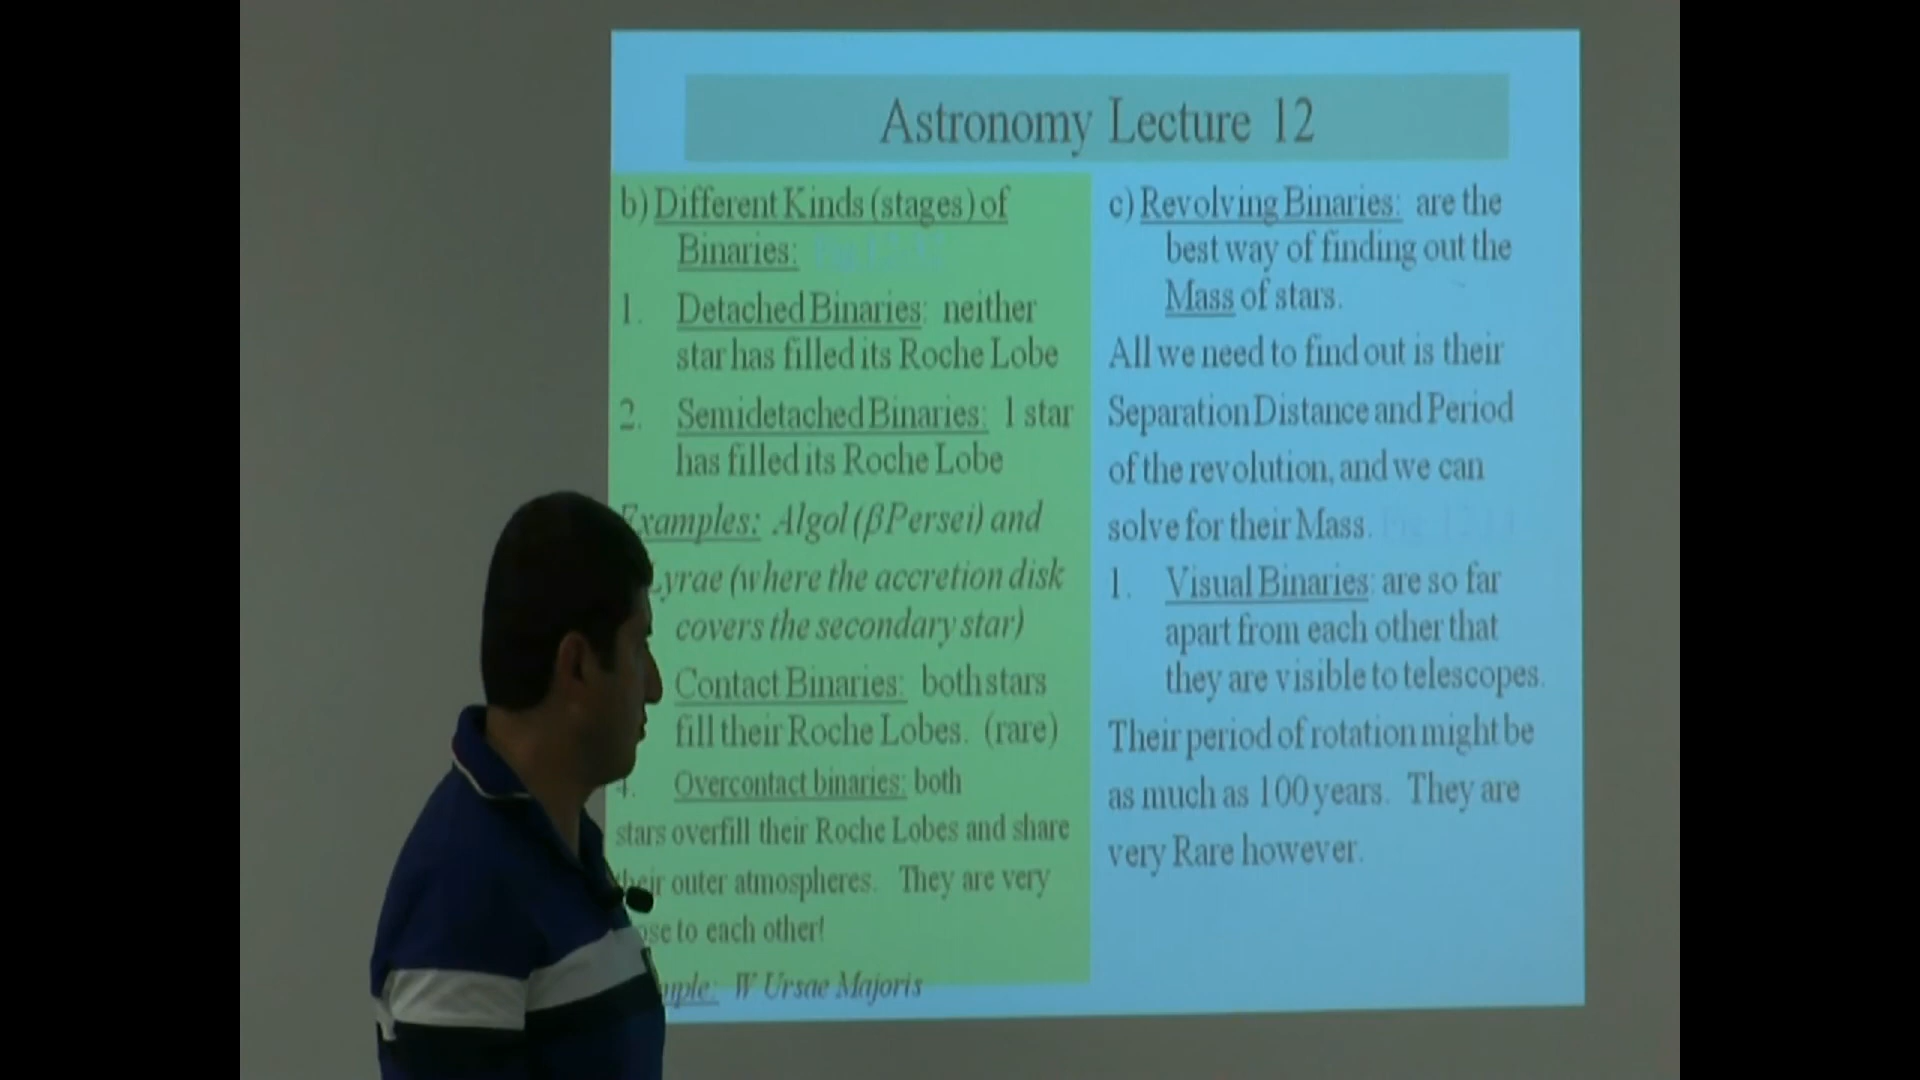 Astronomy Lecture 12
b) Different Kinds (stages) of
Binaries:
1. Detached Binaries: neither
star has filled its Roche Lobe
2. Semidetached Binaries: 1 star
has filled its Roche Lobe
Examples: Algol (β Persei) and
Lyrae (where the accretion disk
covers the secondary star)
Contact Binaries: both stars
fill their Roche Lobes. (rare)
4. Overcontact binaries: both
stars overfill their Roche Lobes and share
their outer atmospheres. They are very
to each other!
W Ursae Majoris
c) Revolving Binaries: are the
best way of finding out the
Mass of stars.
All we need to find out is their
Separation Distance and Period
of the revolution, and we can
solve for their Mass.
1. Visual Binaries: are so far
apart from each other that
they are visible to telescopes.
Their period of rotation might be
as much as 100 years. They are
very Rare however.